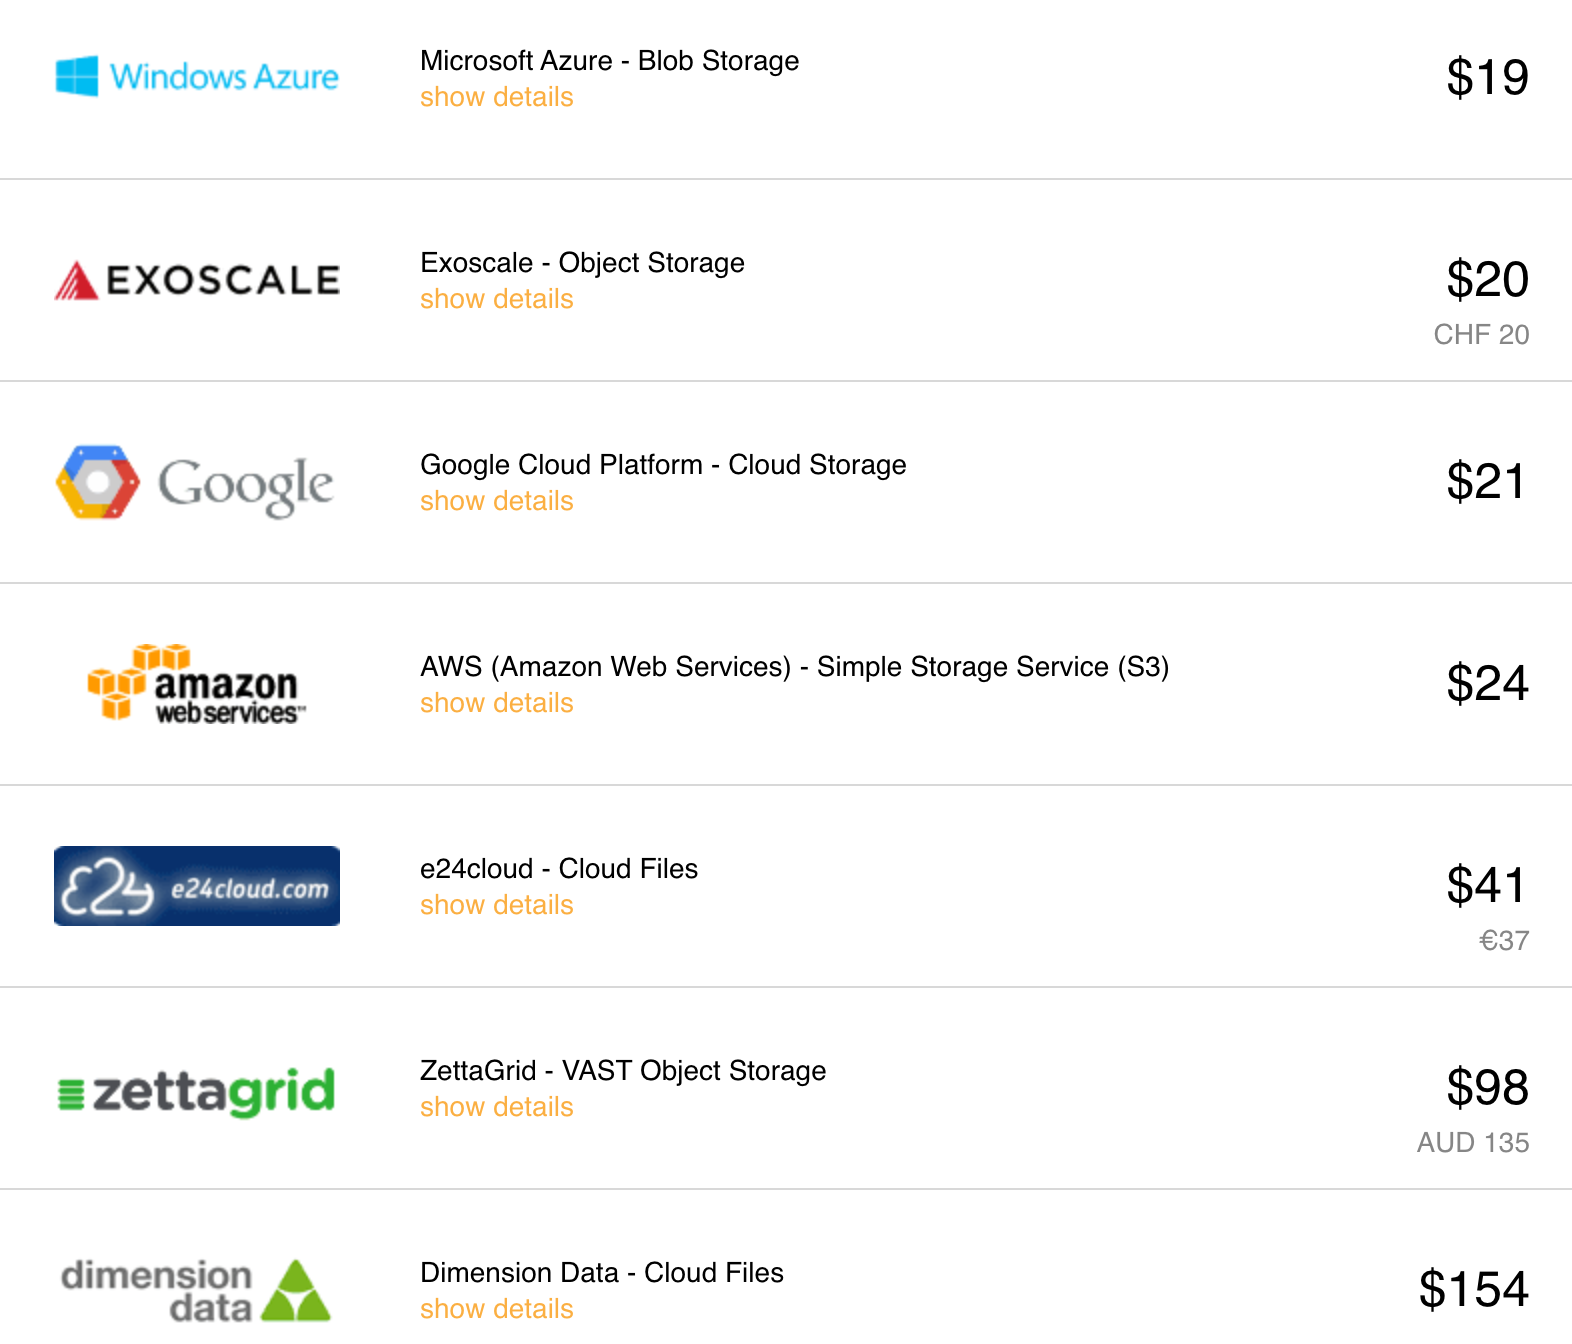 Windows Azure
Microsoft Azure - Blob Storage
show details
$19
EXOSCALE
Exoscale - Object Storage
show details
$20
CHF 20
Google
Google Cloud Platform - Cloud Storage
show details
$21
amazon
web services™
AWS (Amazon Web Services) - Simple Storage Service (S3)
show details
$24
e24 e24cloud.com
e24cloud - Cloud Files
show details
$41
€37
zettagrid
ZettaGrid - VAST Object Storage
show details
$98
AUD 135
dimension
data
Dimension Data - Cloud Files
show details
$154